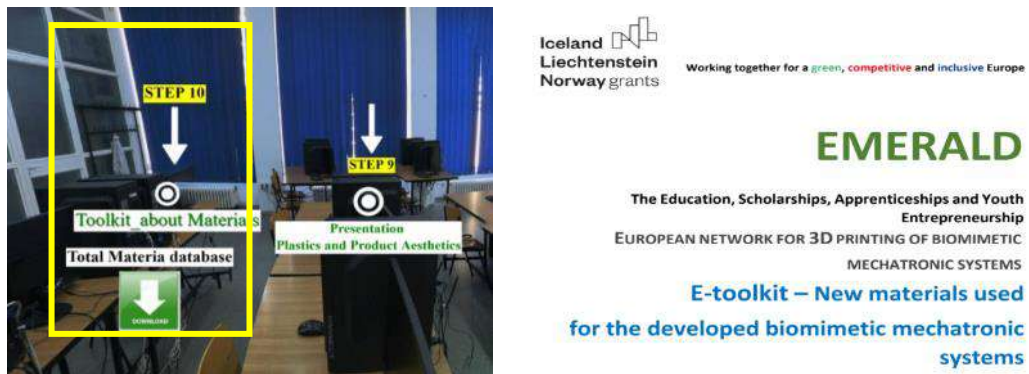 STEP 10
Toolkit_about Materials
Total Materia database
DOWNLOAD
STEP 9
Presentation
Plastics and Product Aesthetics
Iceland
Liechtenstein
Norway grants
Working together for a green, competitive and inclusive Europe
EMERALD
The Education, Scholarships, Apprenticeships and Youth
Entrepreneurship
EUROPEAN NETWORK FOR 3D PRINTING OF BIOMIMETIC
MECHATRONIC SYSTEMS
E-toolkit – New materials used
for the developed biomimetic mechatronic
systems